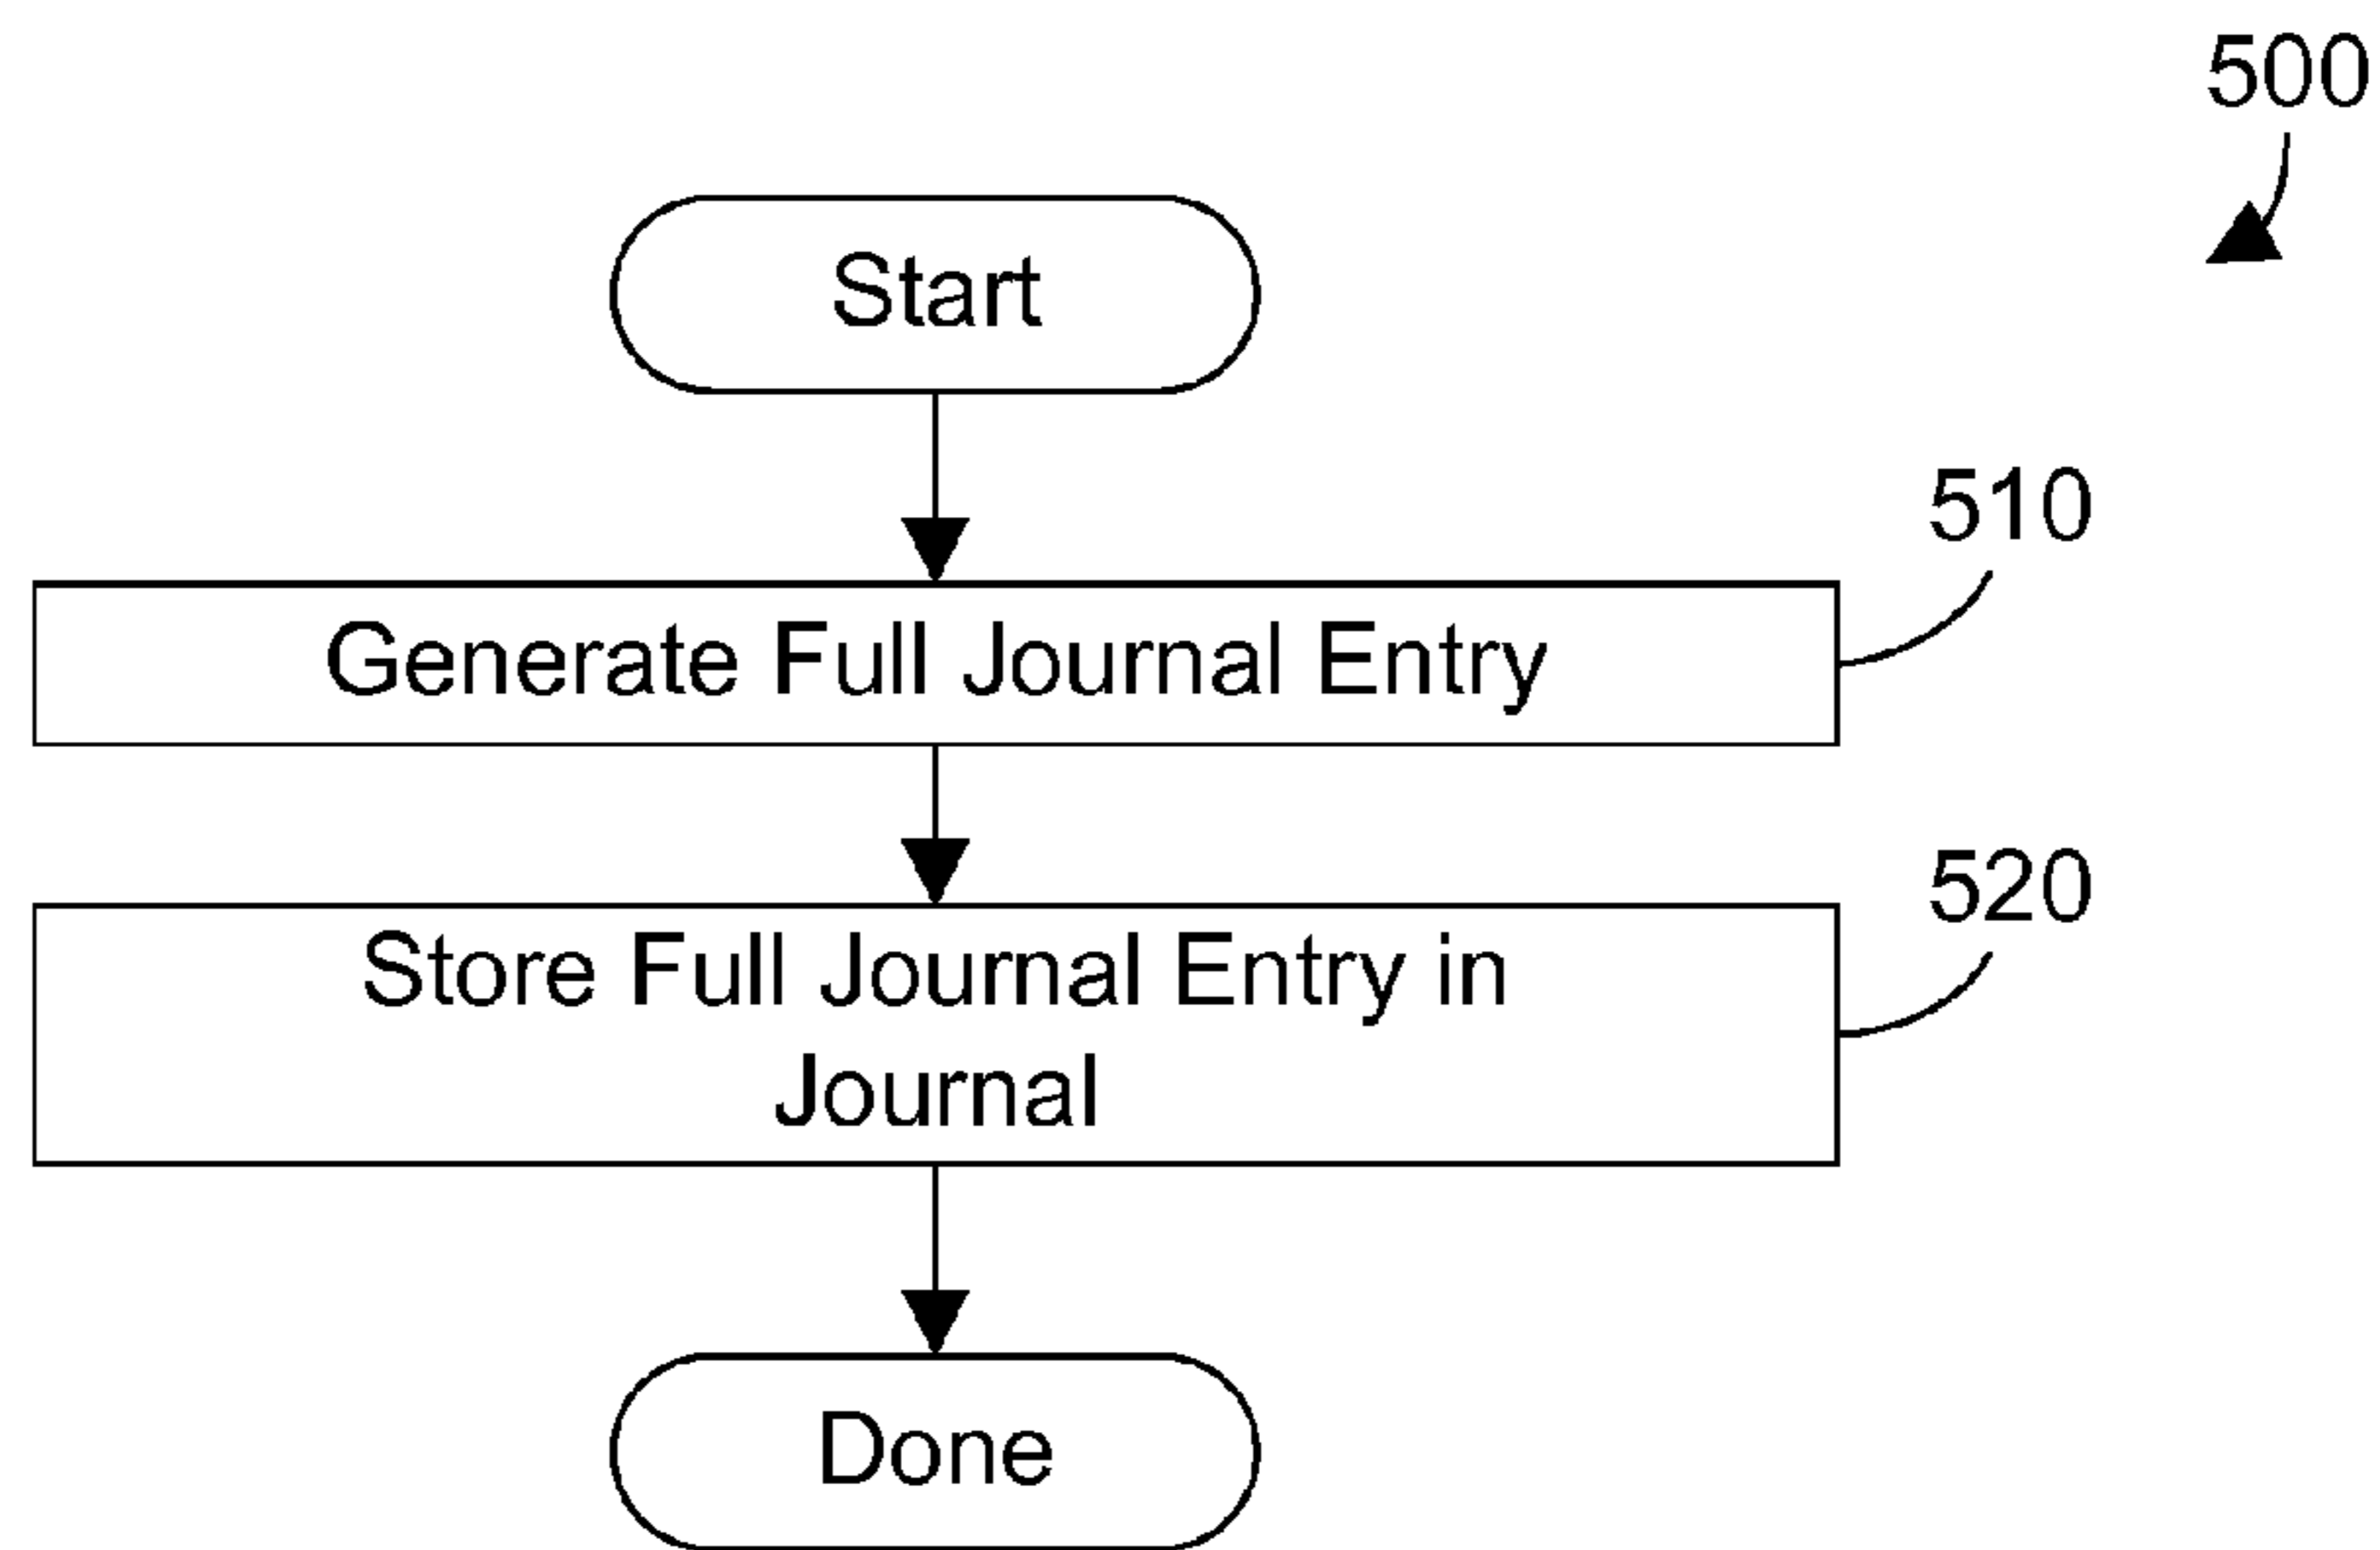 500
Start
510
Generate Full Journal Entry
520
Store Full Journal Entry in
Journal
Done